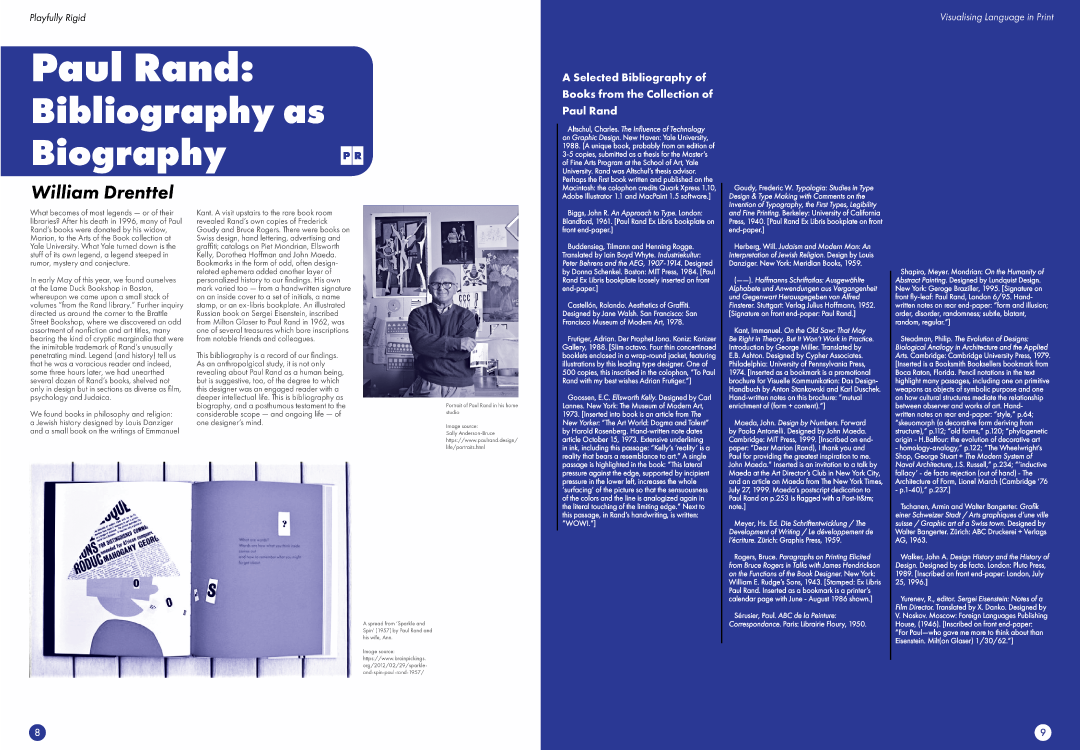 Playfully Rigid
Paul Rand:
Bibliography as
Biography
P R
William Drenttel
What becomes of most legends — or of their
libraries? After his death in 1996, many of Paul
Rand's books were donated by his widow,
Marion, to the Arts of the Book collection at
Yale University. What Yale turned down is the
stuff of its own legend, a legend steeped in
rumor, mystery and conjecture.
In early May of this year, we found ourselves
at the Lame Duck Bookshop in Boston,
whereupon we came upon a small stack of
volumes "from the Rand library." Further inquiry
directed us around the corner to the Brattle
Street Bookshop, where we discovered an odd
assortment of nonfiction and art titles, many
bearing the kind of cryptic marginalia that were
the inimitable trademark of Rand's unusually
penetrating mind. Legend (and history) tell us
that he was a voracious reader and indeed,
some three hours later, we had unearthed
several dozen of Rand's books, shelved not
only in design but in sections as diverse as film,
psychology and Judaica.
We found books in philosophy and religion:
a Jewish history designed by Louis Danziger
and a small book on the writings of Emmanuel
Kant. A visit upstairs to the rare book room
revealed Rand's own copies of Frederick
Goudy and Bruce Rogers. There were books on
Swiss design, hand lettering, advertising and
graffiti; catalogs on Piet Mondrian, Ellsworth
Kelly, Dorothea Hoffman and John Maeda.
Bookmarks in the form of odd, often design-
related ephemera added another layer of
personalized history to our findings. His own
mark varied too — from a handwritten signature
on an inside cover to a set of initials, a name
stamp, or an ex-libris bookplate. An illustrated
Russian book on Sergei Eisenstein, inscribed
from Milton Glaser to Paul Rand in 1962, was
one of several treasures which bore inscriptions
from notable friends and colleagues.
This bibliography is a record of our findings.
As an anthropolgical study, it is not only
revealing about Paul Rand as a human being,
but is suggestive, too, of the degree to which
this designer was an engaged reader with a
deeper intellectual life. This is bibliography as
biography, and a posthumous testament to the
considerable scope — and ongoing life — of
one designer's mind.
Portrait of Paul Rand in his home
studio
Image source:
Sally Anderson-Bruce
https://www.paulrand.design/
life/portraits.html
A spread from 'Sparkle and
Spin' (1957) by Paul Rand and
his wife, Ann
Image source:
https://www.brainpickings.
org/2012/02/29/sparkle-
and-spin-paul-rand-1957/
MAHOGANY GEORG
O
O
S
?
8
Visualising Language in Print
A Selected Bibliography of
Books from the Collection of
Paul Rand
Altschul, Charles. The Influence of Technology
on Graphic Design. New Haven: Yale University,
1988. [A unique book, probably from an edition of
3-5 copies, submitted as a thesis for the Master's
of Fine Arts Program at the School of Art, Yale
University. Rand was Altschul's thesis advisor.
Perhaps the first book written and published on the
Macintosh: the colophon credits Quark Xpress 1.10,
Adobe Illustrator 1.1 and MacPaint 1.5 software.]
Biggs, John R. An Approach to Type. London:
Blandford, 1961. [Paul Rand Ex Libris bookplate on
front end-paper.]
Buddensieg, Tilmann and Henning Rogge.
Translated by Iain Boyd Whyte. Industriekultur:
Peter Behrens and the AEG, 1907-1914. Designed
by Donna Schenkel. Boston: MIT Press, 1984. [Paul
Rand Ex Libris bookplate loosely inserted on front
end-paper.]
Castellón, Rolando. Aesthetics of Graffiti.
Designed by Jane Walsh. San Francisco: San
Francisco Museum of Modern Art, 1978.
Frutiger, Adrian. Der Prophet Jona. Koniz: Konizer
Gallery, 1988. [Slim octavo. Four thin concertinaed
booklets enclosed in a wrap-round jacket, featuring
illustrations by this leading type designer. One of
500 copies, this inscribed in the colophon, "To Paul
Rand with my best wishes Adrian Frutiger."]
Goossen, E.C. Ellsworth Kelly. Designed by Carl
Lannes. New York: The Museum of Modern Art,
1973. [Inserted into book is an article from The
New Yorker: "The Art World: Dogma and Talent"
by Harold Rosenberg. Hand-written note dates
article October 15, 1973. Extensive underlining
in ink, including this passage: "Kelly's 'reality' is a
reality that bears a resemblance to art." A single
passage is highlighted in the book: "This lateral
pressure against the edge, supported by incipient
pressure in the lower left, increases the whole
'surfacing' of the picture so that the sensuousness
of the colors and the line is analogized again in
the literal touching of the limiting edge." Next to
this passage, in Rand's handwriting, is written:
"WOW!."]
Goudy, Frederic W. Typologia: Studies in Type
Design & Type Making with Comments on the
Invention of Typography, the First Types, Legibility
and Fine Printing. Berkeley: University of California
Press, 1940. [Paul Rand Ex Libris Bookplate on front
end-paper.]
Herberg, Will. Judaism and Modern Man: An
Interpretation of Jewish Religion. Design by Louis
Danziger. New York: Meridian Books, 1959.
(——). Hoffmanns Schriftatlas: Ausgewählte
Alphabete und Anwendungen aus Vergangenheit
und Gegenwart Herausgegeben von Alfred
Finsterer. Stuttgart: Verlag Julius Hoffmann, 1952.
[Signature on front end-paper: Paul Rand.]
Kant, Immanuel. On the Old Saw: That May
Be Right in Theory, But It Won't Work in Practice.
Introduction by George Miller. Translated by
E.B. Ashton. Designed by Cypher Associates.
Philadelphia: University of Pennsylvania Press,
1974. [Inserted as a bookmark is a promotional
brochure for Visuelle Kommunikation: Das Design-
Handbuch by Anton Stankowski and Karl Duschek.
Hand-written notes on this brochure: "mutual
enrichment of (form + content)."]
Maeda, John. Design by Numbers. Forward
by Paola Antonelli. Designed by John Maeda.
Cambridge: MIT Press, 1999. [Inscribed on end-
paper: "Dear Marion (Rand), I thank you and
Paul for providing the greatest inspiration to me.
John Maeda." Inserted is an invitation to a talk by
Maeda at the Art Director's Club in New York City,
and an article on Maeda from The New York Times,
July 27, 1999. Maeda's postscript dedication to
Paul Rand on p.253 is flagged with a Post-It&tm;
note.]
Meyer, Hs. Ed. Die Schriftentwicklung / The
Development of Writing / Le développement de
l'écriture. Zürich: Graphis Press, 1959.
Rogers, Bruce. Paragraphs on Printing Elicited
from Bruce Rogers in Talks with James Hendrickson
on the Functions of the Book Designer. New York:
William E. Rudge's Sons, 1943. [Stamped: Ex Libris
Paul Rand. Inserted as a bookmark is a printer's
calendar page with June - August 1986 shown.]
Sérusier, Paul. ABC de la Peinture:
Correspondance. Paris: Librairie Floury, 1950.
Shapiro, Meyer. Mondrian: On the Humanity of
Abstract Painting. Designed by Lundquist Design.
New York: Geroge Braziller, 1995. [Signature on
front fly-leaf: Paul Rand, London 6/95. Hand-
written notes on rear end-paper: "form and illusion;
order, disorder, randomness; subtle, blatant,
random, regular."]
Steadman, Philip. The Evolution of Designs:
Biological Analogy in Architecture and the Applied
Arts. Cambridge: Cambridge University Press, 1979.
[Inserted is a Booksmith Booksellers bookmark from
Boca Raton, Florida. Pencil notations in the text
highlight many passages, including one on primitive
weapons as objects of symbolic purpose and one
on how cultural structures mediate the relationship
between observer and works of art. Hand-
written notes on rear end-paper: "style," p.64;
"skeuomorph (a decorative form deriving from
structure)," p.112; "old forms," p.120; "phylogenetic
origin - H.Balfour: the evolution of decorative art
- homology-analogy," p.122; "The Wheelwright's
Shop, George Stuart + The Modern System of
Naval Architecture, J.S. Russell," p.234; "'inductive
fallacy' - de facto rejection (out of hand) - The
Architecture of Form, Lionel March (Cambridge '76
- p.1-40)," p.237.]
Tschanen, Armin and Walter Bangerter. Grafik
einer Schweizer Stadt / Arts graphiques d'une ville
suisse / Graphic art of a Swiss town. Designed by
Walter Bangerter. Zürich: ABC Druckerei + Verlags
AG, 1963.
Walker, John A. Design History and the History of
Design. Designed by de facto. London: Pluto Press,
1989. [Inscribed on front end-paper: London, July
25, 1996.]
Yurenev, R., editor. Sergei Eisenstein: Notes of a
Film Director. Translated by X. Danko. Designed by
V. Noskov. Moscow: Foreign Languages Publishing
House, (1946). [Inscribed on front end-paper:
"For Paul—who gave me more to think about than
Eisenstein. Milt(on Glaser) 1/30/62."]
9